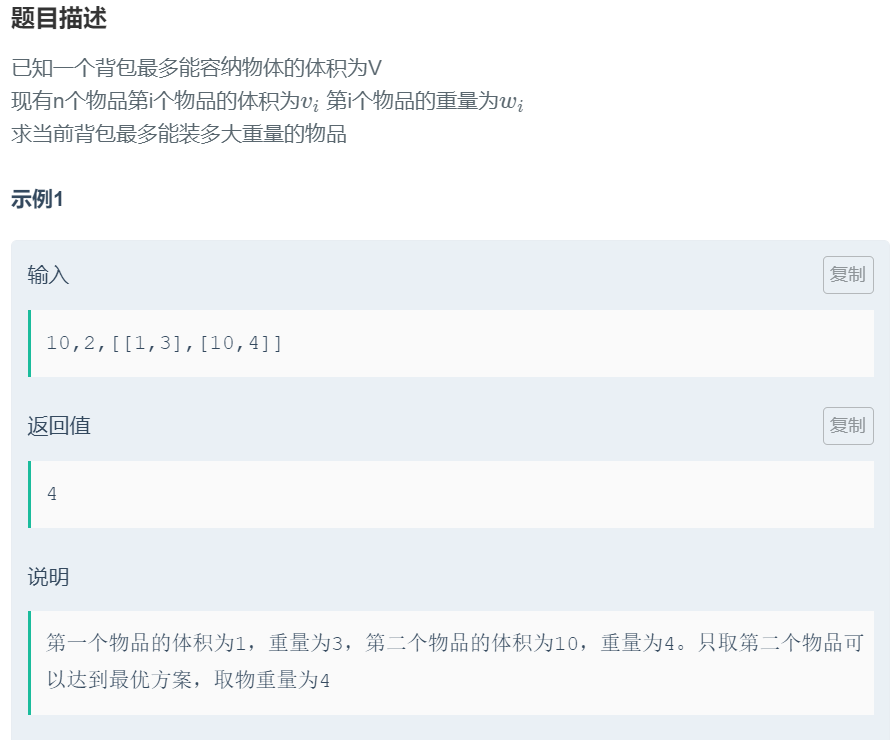 题目描述
已知一个背包最多能容纳物体的体积为V
现有n个物品第i个物品的体积为vᵢ 第i个物品的重量为wᵢ
求当前背包最多能装多大重量的物品
示例1
输入
复制
10,2,[[1,3],[10,4]]
返回值
复制
4
说明
第一个物品的体积为1，重量为3，第二个物品的体积为10，重量为4。只取第二个物品可
以达到最优方案，取物重量为4